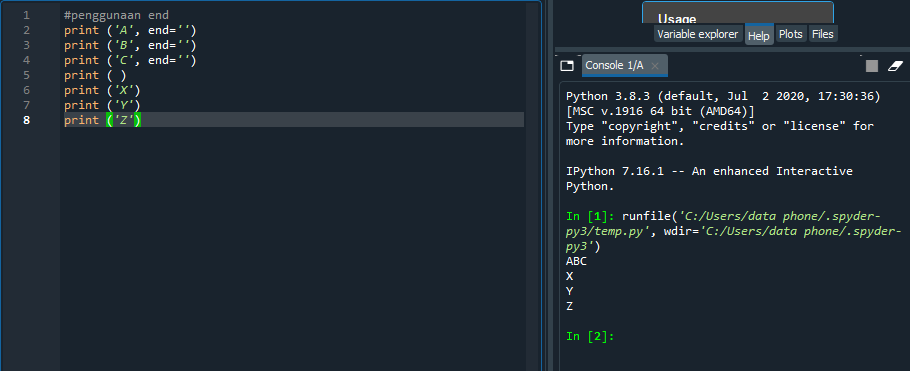 1 #penggunaan end
2 print ('A', end='')
3 print ('B', end='')
4 print ('C', end='')
5 print ( )
6 print ('X')
7 print ('Y')
8 print ('Z')
Usage
Variable explorer Help Plots Files
Console 1/A
Python 3.8.3 (default, Jul  2 2020, 17:30:36)
[MSC v.1916 64 bit (AMD64)]
Type "copyright", "credits" or "license" for
more information.
IPython 7.16.1 -- An enhanced Interactive
Python.
In [1]: runfile('C:/Users/data phone/.spyder-
py3/temp.py', wdir='C:/Users/data phone/.spyder-
py3')
ABC
X
Y
Z
In [2]: